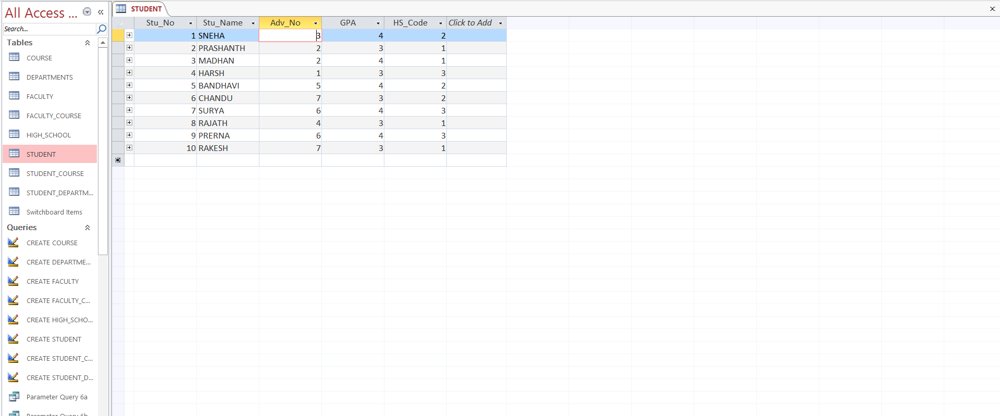 All Access ...
Search...
Tables
COURSE
DEPARTMENTS
FACULTY
FACULTY_COURSE
HIGH_SCHOOL
STUDENT
STUDENT_COURSE
STUDENT_DEPARTM...
Switchboard Items
Queries
CREATE COURSE
CREATE DEPARTME...
CREATE FACULTY
CREATE FACULTY_C...
CREATE HIGH_SCHO...
CREATE STUDENT
CREATE STUDENT_C...
CREATE STUDENT_D...
Parameter Query 6a
Parameter Query 6b
STUDENT
Stu_No Stu_Name Adv_No GPA HS_Code Click to Add
1 SNEHA 3 4 2
2 PRASHANTH 2 3 1
3 MADHAN 2 4 1
4 HARSH 1 3 3
5 BANDHAVI 5 4 2
6 CHANDU 7 3 2
7 SURYA 6 4 3
8 RAJATH 4 3 1
9 PRERNA 6 4 3
10 RAKESH 7 3 1